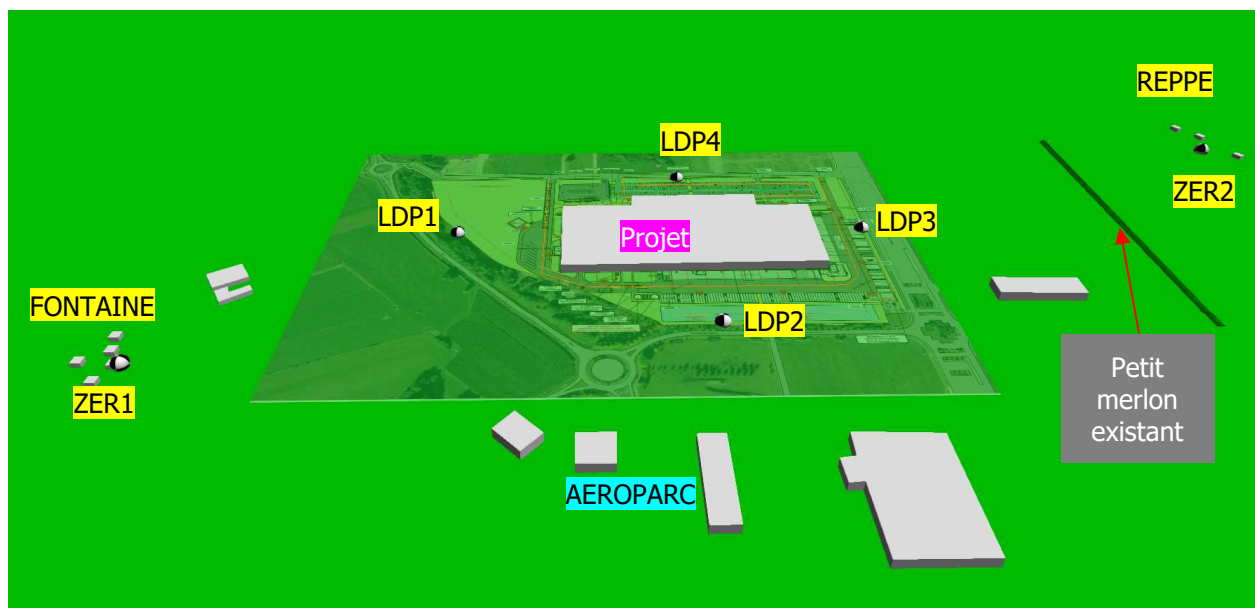 REPPE
LDP4
ZER2
LDP1
LDP3
Projet
FONTAINE
LDP2
Petit
merlon
existant
ZER1
AEROPARC